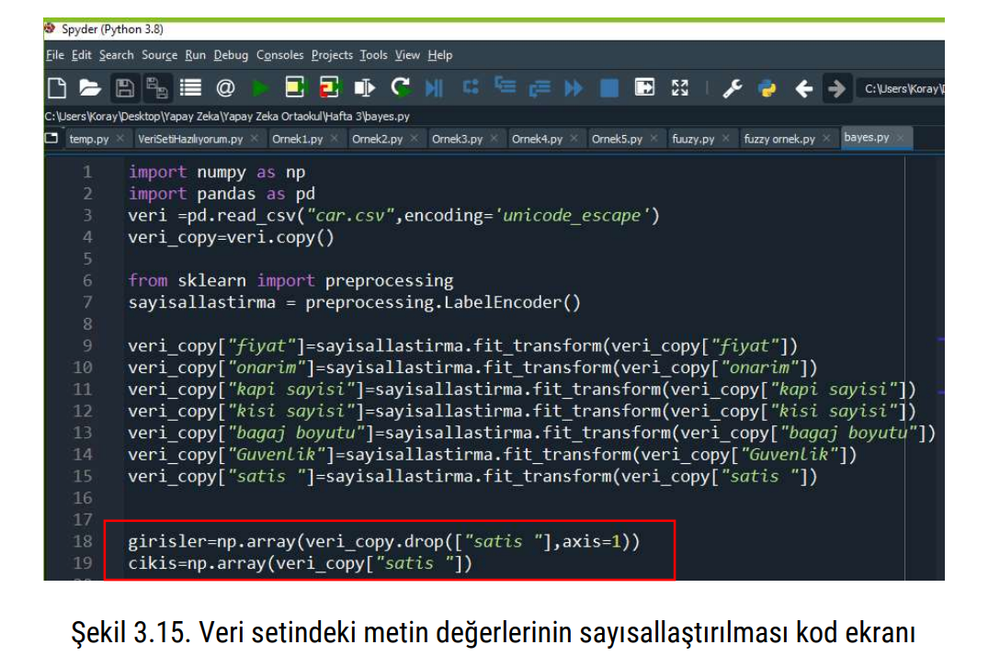 Spyder (Python 3.8)
File Edit Search Source Run Debug Consoles Projects Tools View Help
C:\Users\Koray\
C:\Users\Koray\Desktop\Yapay Zeka\Yapay Zeka Ortaokul\Hafta 3\bayes.py
temp.py VeriSetiHazıliyorum.py Ornek1.py Ornek2.py Ornek3.py Ornek4.py Ornek5.py fuuzy.py fuzzy ornek.py bayes.py
1 import numpy as np
2 import pandas as pd
3 veri =pd.read_csv("car.csv",encoding='unicode_escape')
4 veri_copy=veri.copy()
5
6 from sklearn import preprocessing
7 sayisallastirma = preprocessing.LabelEncoder()
8
9 veri_copy["fiyat"]=sayisallastirma.fit_transform(veri_copy["fiyat"])
10 veri_copy["onarim"]=sayisallastirma.fit_transform(veri_copy["onarim"])
11 veri_copy["kapi sayisi"]=sayisallastirma.fit_transform(veri_copy["kapi sayisi"])
12 veri_copy["kisi sayisi"]=sayisallastirma.fit_transform(veri_copy["kisi sayisi"])
13 veri_copy["bagaj boyutu"]=sayisallastirma.fit_transform(veri_copy["bagaj boyutu"])
14 veri_copy["Guvenlik"]=sayisallastirma.fit_transform(veri_copy["Guvenlik"])
15 veri_copy["satis "]=sayisallastirma.fit_transform(veri_copy["satis "])
16
17
18 girisler=np.array(veri_copy.drop(["satis "],axis=1))
19 cikis=np.array(veri_copy["satis "])
Şekil 3.15. Veri setindeki metin değerlerinin sayısallaştırılması kod ekranı